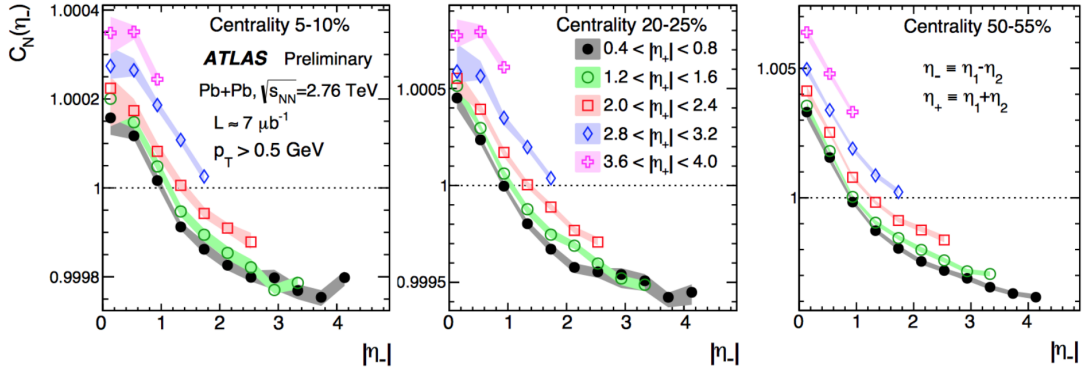 C_N(η_-)
1.0004
1.0002
1
0.9998
Centrality 5-10%
ATLAS Preliminary
Pb+Pb, √s_NN=2.76 TeV
L ≈ 7 μb⁻¹
p_T > 0.5 GeV
0 1 2 3 4
|η_-|
1.0005
1
0.9995
Centrality 20-25%
0.4 < |η_+| < 0.8
1.2 < |η_+| < 1.6
2.0 < |η_+| < 2.4
2.8 < |η_+| < 3.2
3.6 < |η_+| < 4.0
0 1 2 3 4
|η_-|
1.005
1
Centrality 50-55%
η_- ≡ η_1-η_2
η_+ ≡ η_1+η_2
0 1 2 3 4
|η_-|